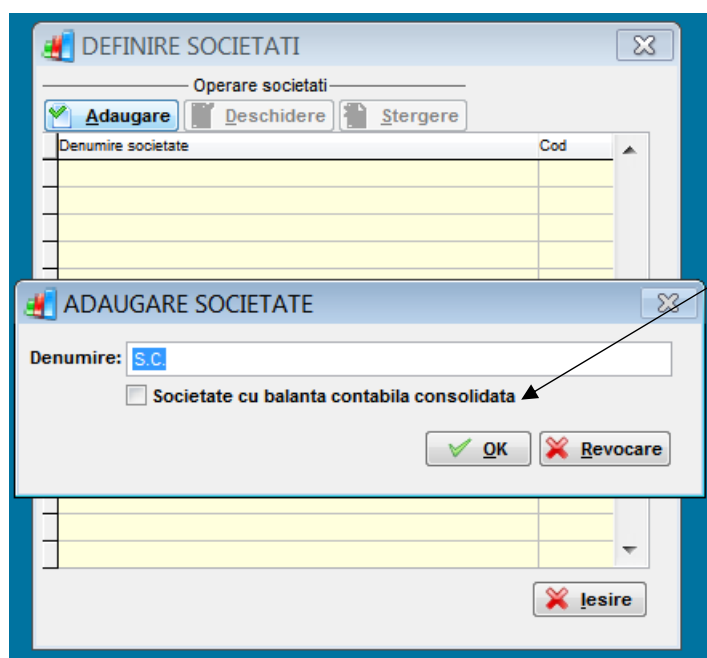 DEFINIRE SOCIETATI
Operare societati
Adaugare Deschidere Stergere
Denumire societate Cod
ADAUGARE SOCIETATE
Denumire: S.C.
Societate cu balanta contabila consolidata
OK Revocare
Iesire